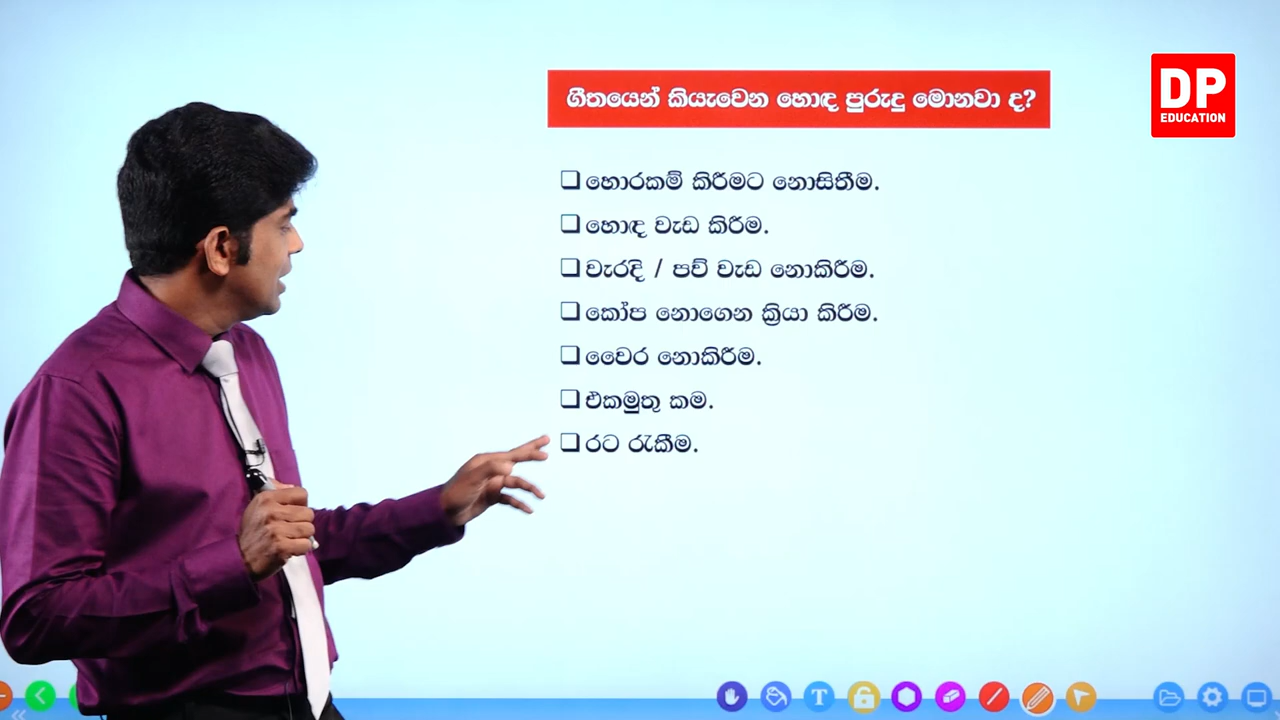 ගීතයෙන් කියැවෙන හොඳ පුරුදු මොනවා ද?
DP
EDUCATION
හොරකම් කිරීමට නොසිතීම.
හොඳ වැඩ කිරීම.
වැරදි / පව් වැඩ නොකිරීම.
කෝප නොගෙන ක්‍රියා කිරීම.
වෛර නොකිරීම.
එකමුතු කම.
රට රැකීම.
T